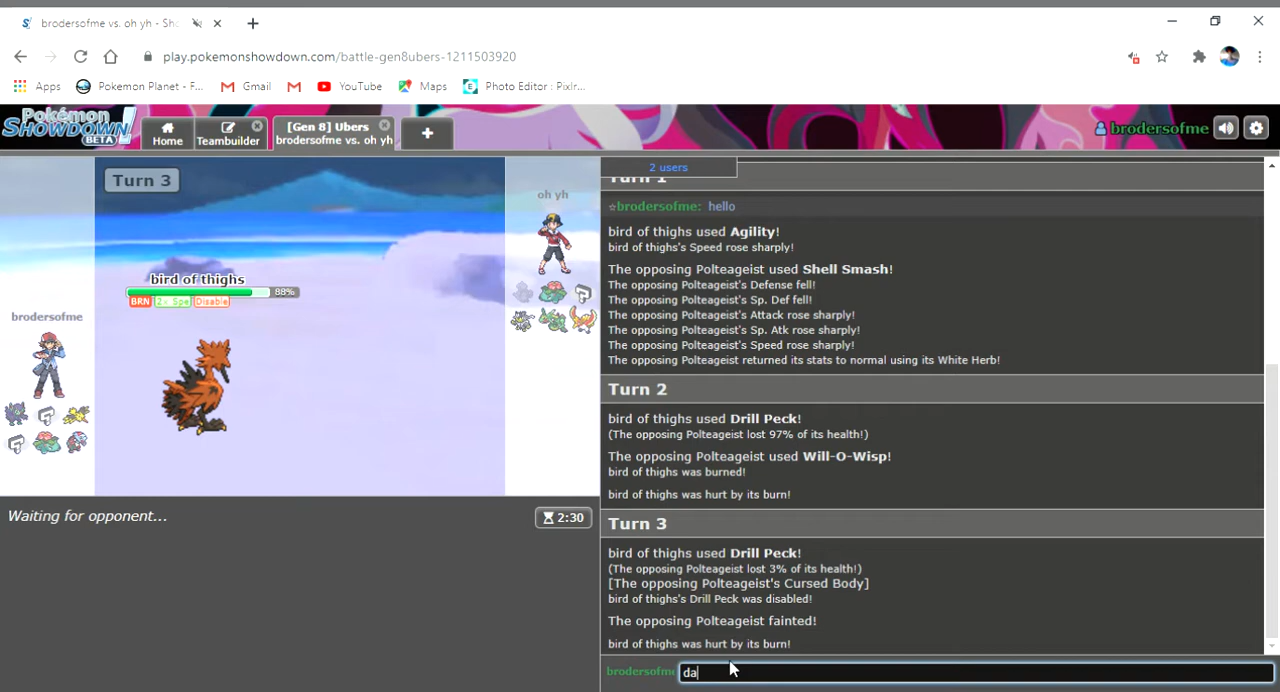 brodersofme vs. oh yh - Sho
play.pokemonshowdown.com/battle-gen8ubers-1211503920
Apps Pokemon Planet - F... Gmail YouTube Maps Photo Editor : Pixlr...
Pokémon
SHOWDOWN!
BETA
Home
Teambuilder
[Gen 8] Ubers
brodersofme vs. oh yh
brodersofme
2 users
Turn 3
oh yh
bird of thighs
88%
BRN 2x Spe Disable
brodersofme
Waiting for opponent...
2:30
Turn 1
☆brodersofme: hello
bird of thighs used Agility!
bird of thighs's Speed rose sharply!
The opposing Polteageist used Shell Smash!
The opposing Polteageist's Defense fell!
The opposing Polteageist's Sp. Def fell!
The opposing Polteageist's Attack rose sharply!
The opposing Polteageist's Sp. Atk rose sharply!
The opposing Polteageist's Speed rose sharply!
The opposing Polteageist returned its stats to normal using its White Herb!
Turn 2
bird of thighs used Drill Peck!
(The opposing Polteageist lost 97% of its health!)
The opposing Polteageist used Will-O-Wisp!
bird of thighs was burned!
bird of thighs was hurt by its burn!
Turn 3
bird of thighs used Drill Peck!
(The opposing Polteageist lost 3% of its health!)
[The opposing Polteageist's Cursed Body]
bird of thighs's Drill Peck was disabled!
The opposing Polteageist fainted!
bird of thighs was hurt by its burn!
brodersofme da